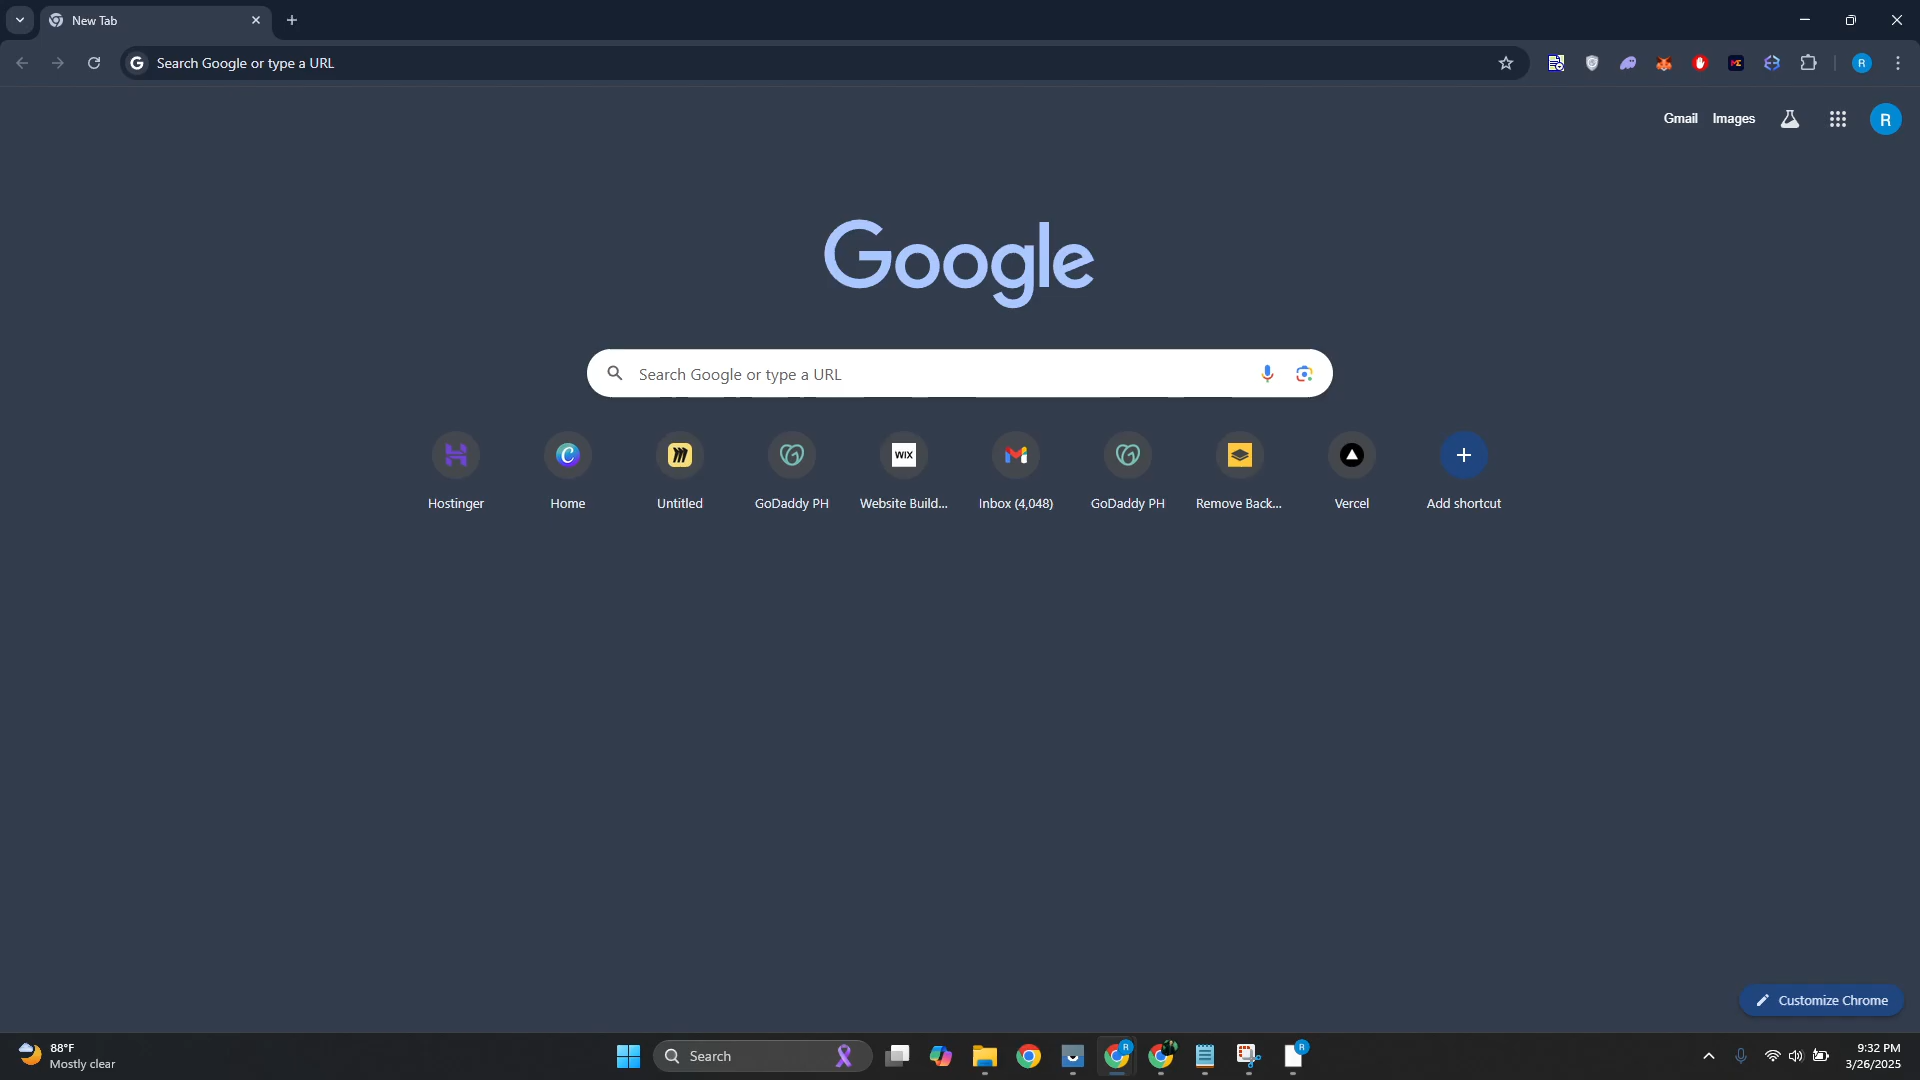 New Tab
Search Google or type a URL
R
Gmail Images
R
Google
Search Google or type a URL
WIX
Hostinger
Home
Untitled
GoDaddy PH
Website Build...
Inbox (4,048)
GoDaddy PH
Remove Back...
Vercel
Add shortcut
Customize Chrome
88°F
Mostly clear
Search
R
R
9:32 PM
3/26/2025